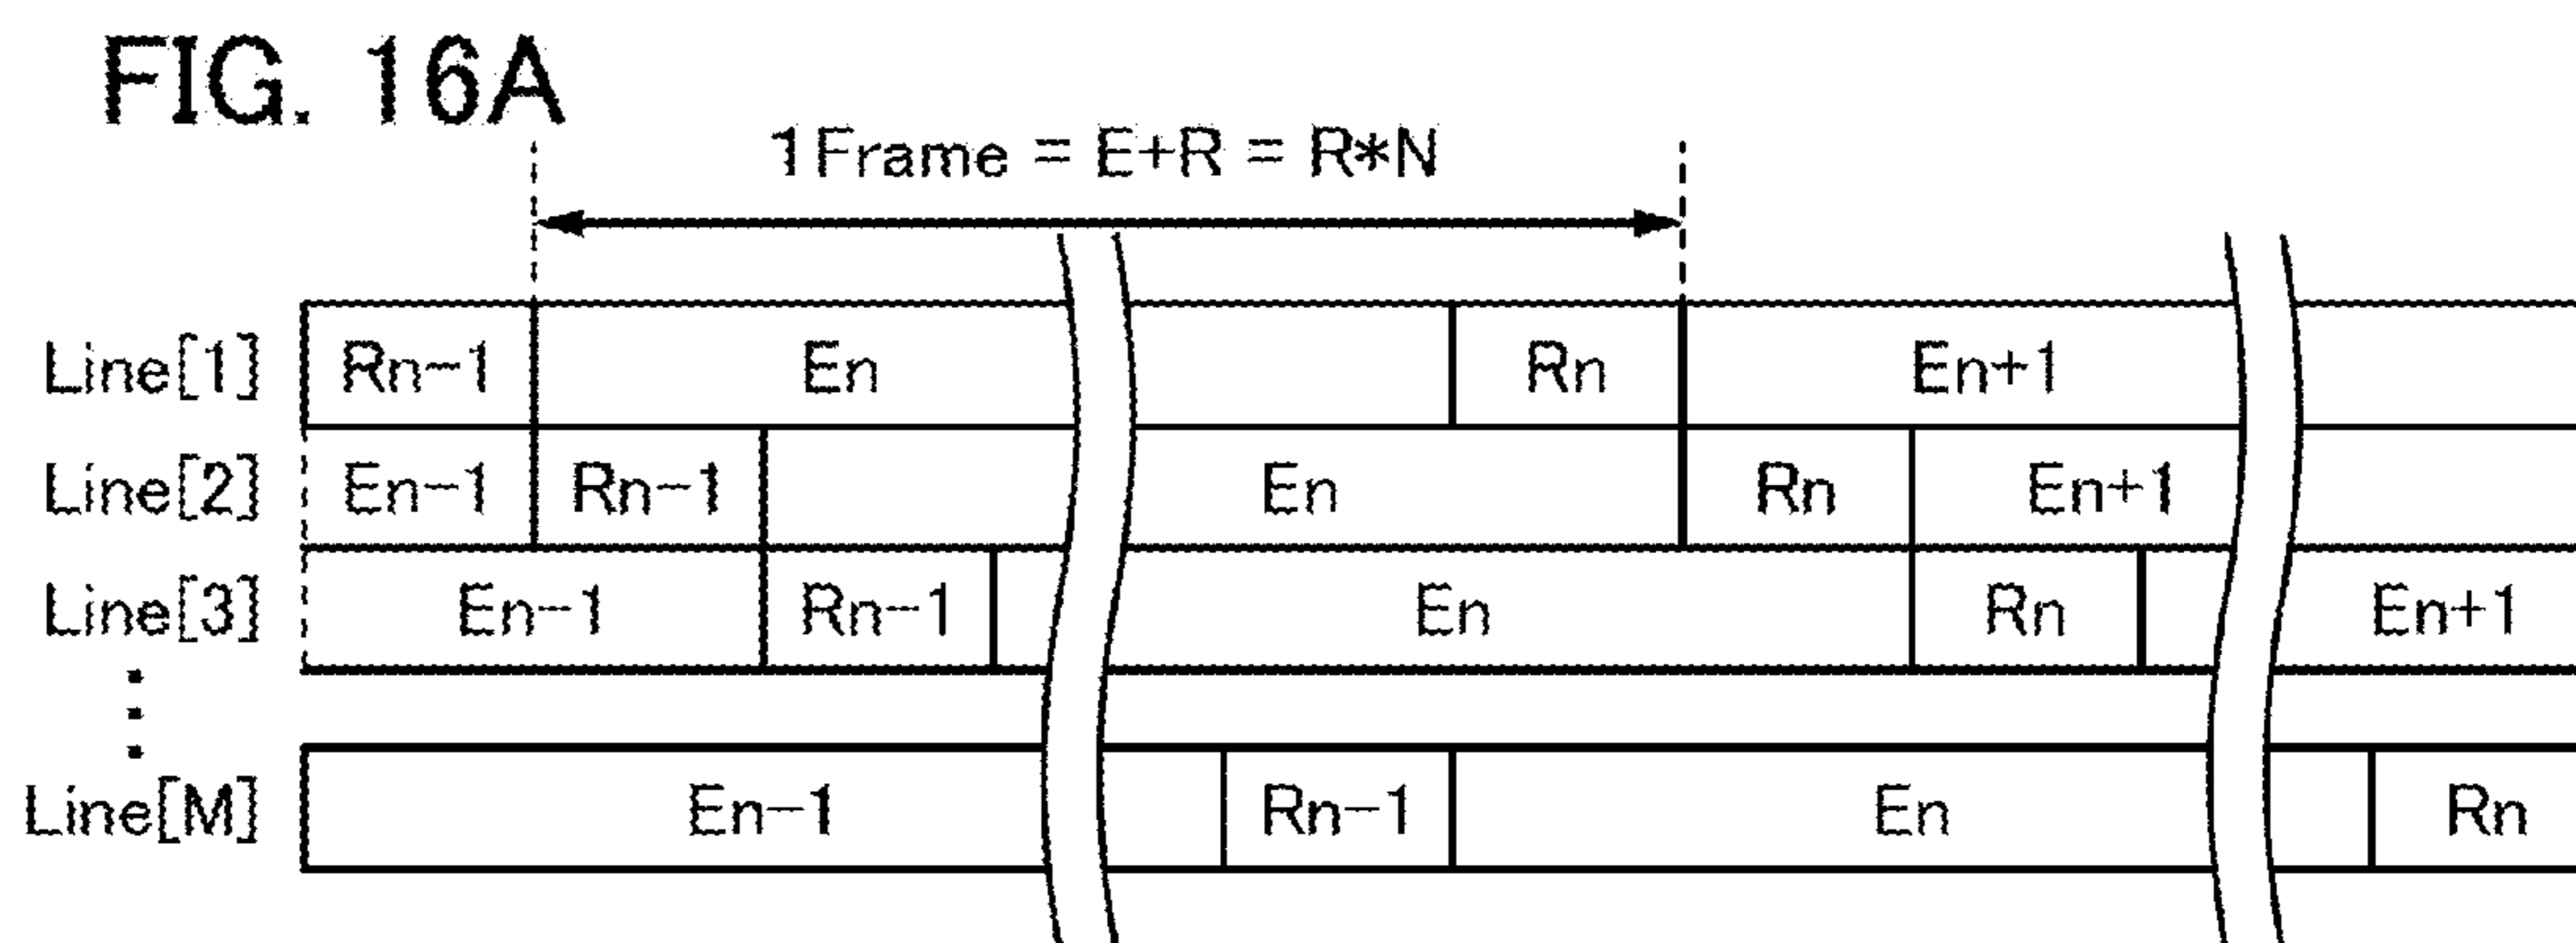 FIG. 16A
1Frame = E+R = R*N
Line[1] Rn-1 En Rn En+1
Line[2] En-1 Rn-1 En Rn En+1
Line[3] En-1 Rn-1 En Rn En+1
Line[M] En-1 Rn-1 En Rn